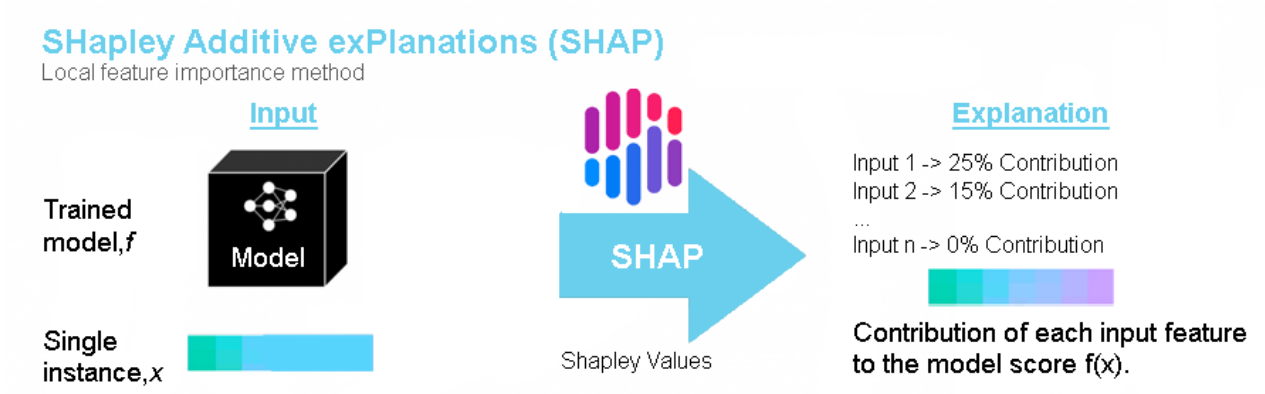 SHapley Additive exPlanations (SHAP)
Local feature importance method
Input
Trained
model,f
Model
Single
instance,x
SHAP
Shapley Values
Explanation
Input 1 -> 25% Contribution
Input 2 -> 15% Contribution
...
Input n -> 0% Contribution
Contribution of each input feature
to the model score f(x).